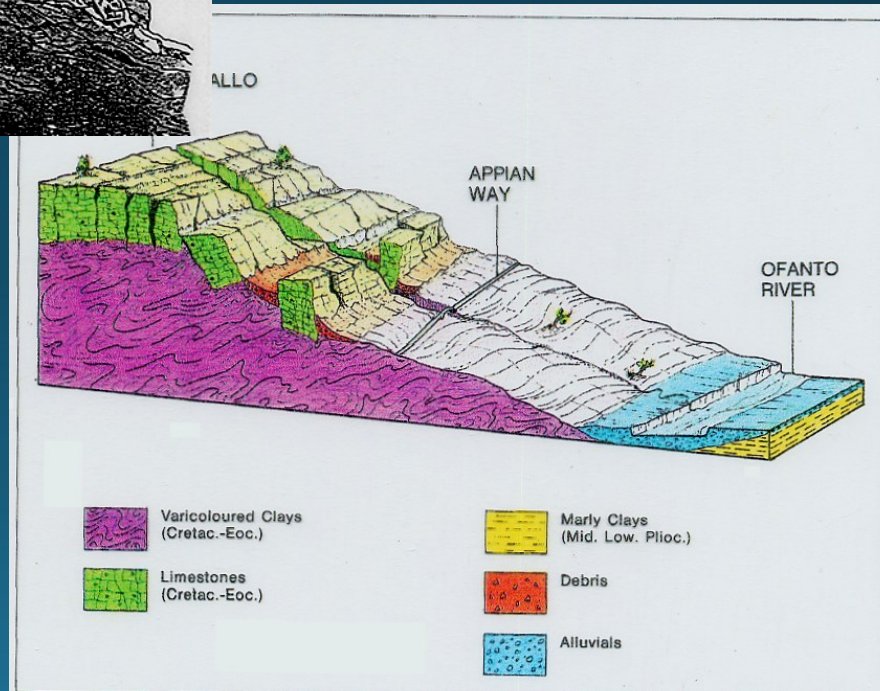 ALLO
APPIAN
WAY
OFANTO
RIVER
Varicoloured Clays
(Cretac.-Eoc.)
Limestones
(Cretac.-Eoc.)
Marly Clays
(Mid. Low. Plioc.)
Debris
Alluvials